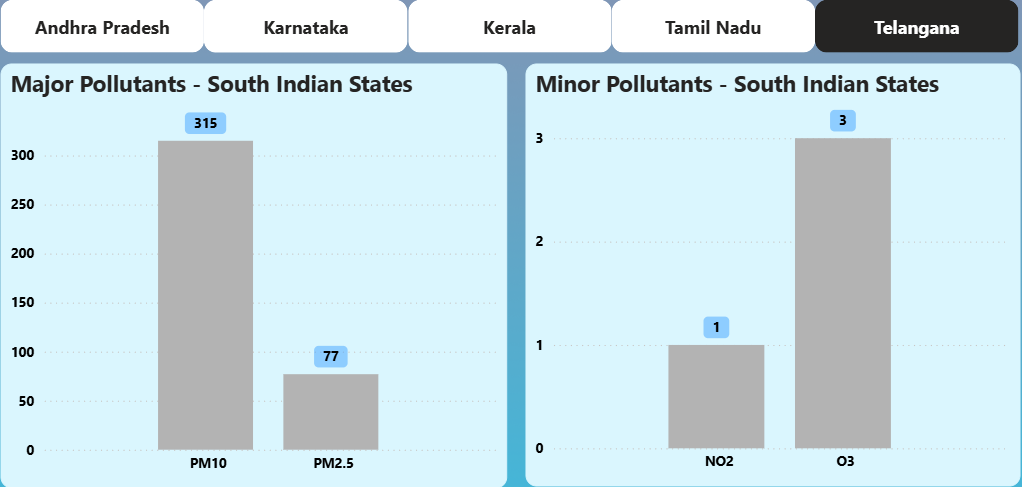 Andhra Pradesh
Karnataka
Kerala
Tamil Nadu
Telangana
Major Pollutants - South Indian States
315
300
250
200
150
100
77
50
0
PM10
PM2.5
Minor Pollutants - South Indian States
3
3
2
1
1
0
NO2
O3